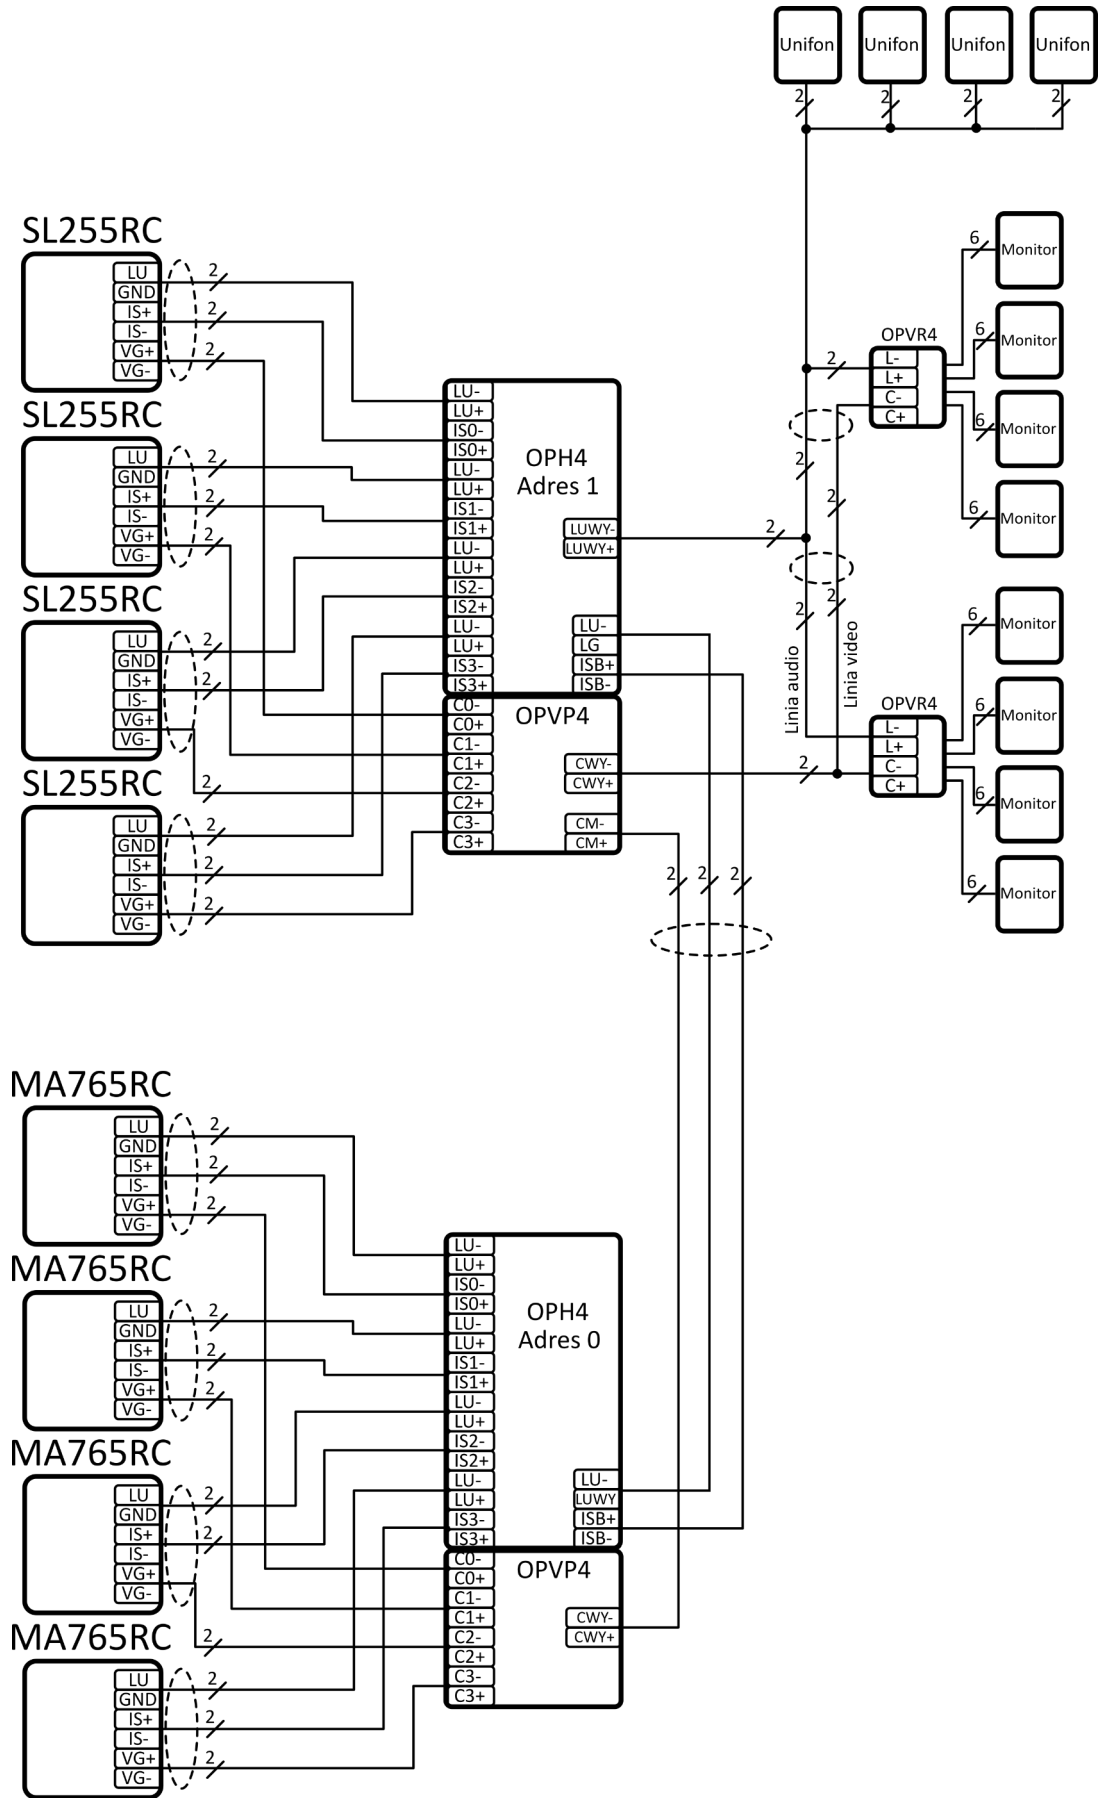 Unifon
Unifon
Unifon
Unifon
2
2
2
2
SL255RC
LU
GND
IS+
IS-
VG+
VG-
2
2
2
SL255RC
LU
GND
IS+
IS-
VG+
VG-
2
2
2
SL255RC
LU
GND
IS+
IS-
VG+
VG-
2
2
2
SL255RC
LU
GND
IS+
IS-
VG+
VG-
2
2
2
LU-
LU+
IS0-
IS0+
LU-
LU+
IS1-
IS1+
LU-
LU+
IS2-
IS2+
LU-
LU+
IS3-
IS3+
OPH4
Adres 1
LUWY-
LUWY+
LU-
LG
ISB+
ISB-
C0-
C0+
C1-
C1+
C2-
C2+
C3-
C3+
OPVP4
CWY-
CWY+
CM-
CM+
2
2
2
2
2
2
2
2
2
2
Linia audio
Linia video
OPVR4
L-
L+
C-
C+
6
Monitor
6
Monitor
6
Monitor
6
Monitor
OPVR4
L-
L+
C-
C+
6
Monitor
6
Monitor
6
Monitor
6
Monitor
MA765RC
LU
GND
IS+
IS-
VG+
VG-
2
2
2
MA765RC
LU
GND
IS+
IS-
VG+
VG-
2
2
2
MA765RC
LU
GND
IS+
IS-
VG+
VG-
2
2
2
MA765RC
LU
GND
IS+
IS-
VG+
VG-
2
2
2
LU-
LU+
IS0-
IS0+
LU-
LU+
IS1-
IS1+
LU-
LU+
IS2-
IS2+
LU-
LU+
IS3-
IS3+
OPH4
Adres 0
LU-
LUWY
ISB+
ISB-
C0-
C0+
C1-
C1+
C2-
C2+
C3-
C3+
OPVP4
CWY-
CWY+